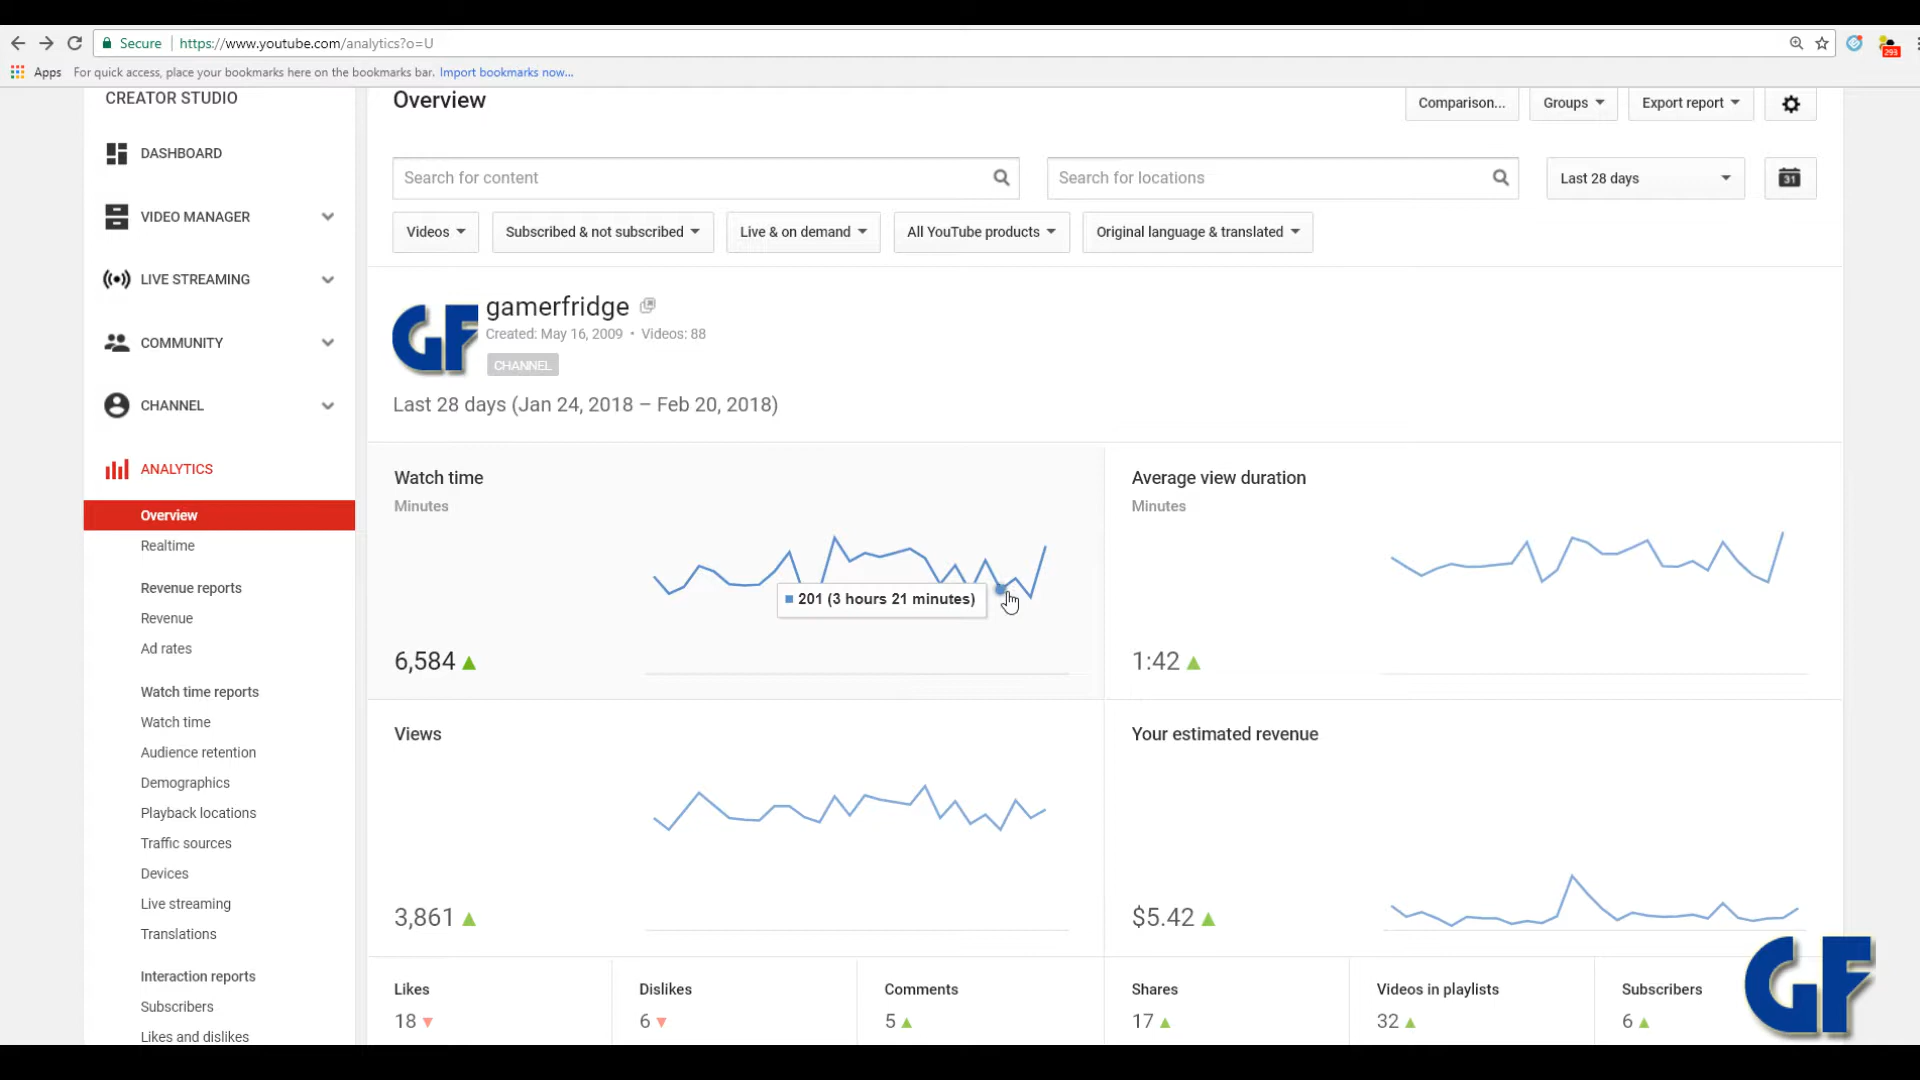 Secure https://www.youtube.com/analytics?o=U
293
Apps For quick access, place your bookmarks here on the bookmarks bar. Import bookmarks now...
CREATOR STUDIO
DASHBOARD
VIDEO MANAGER
LIVE STREAMING
COMMUNITY
CHANNEL
ANALYTICS
Overview
Realtime
Revenue reports
Revenue
Ad rates
Watch time reports
Watch time
Audience retention
Demographics
Playback locations
Traffic sources
Devices
Live streaming
Translations
Interaction reports
Subscribers
Likes and dislikes
Overview
Comparison... Groups Export report
Search for content Search for locations Last 28 days 31
Videos Subscribed & not subscribed Live & on demand All YouTube products Original language & translated
GF
gamerfridge
Created: May 16, 2009 • Videos: 88
CHANNEL
Last 28 days (Jan 24, 2018 – Feb 20, 2018)
Watch time
Minutes
201 (3 hours 21 minutes)
6,584
Average view duration
Minutes
1:42
Views
3,861
Your estimated revenue
$5.42
Likes Dislikes Comments Shares Videos in playlists Subscribers
18 6 5 17 32 6
GF